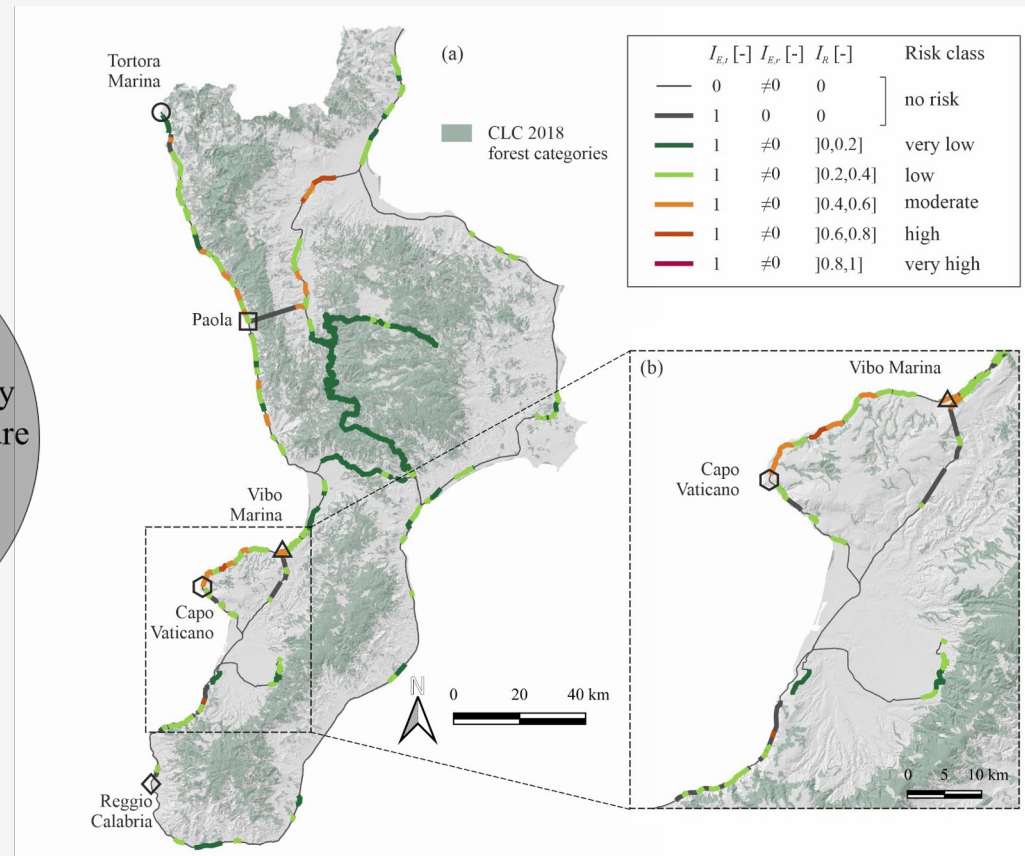 y
re
(a)
Tortora
Marina
CLC 2018
forest categories
Paola
Vibo
Marina
Capo
Vaticano
Reggio
Calabria
N
0 20 40 km
I_E,t [-] I_E,r [-] I_R [-] Risk class
0 ≠0 0
no risk
1 0 0
1 ≠0 ]0,0.2] very low
1 ≠0 ]0.2,0.4] low
1 ≠0 ]0.4,0.6] moderate
1 ≠0 ]0.6,0.8] high
1 ≠0 ]0.8,1] very high
(b)
Vibo Marina
Capo
Vaticano
0 5 10 km